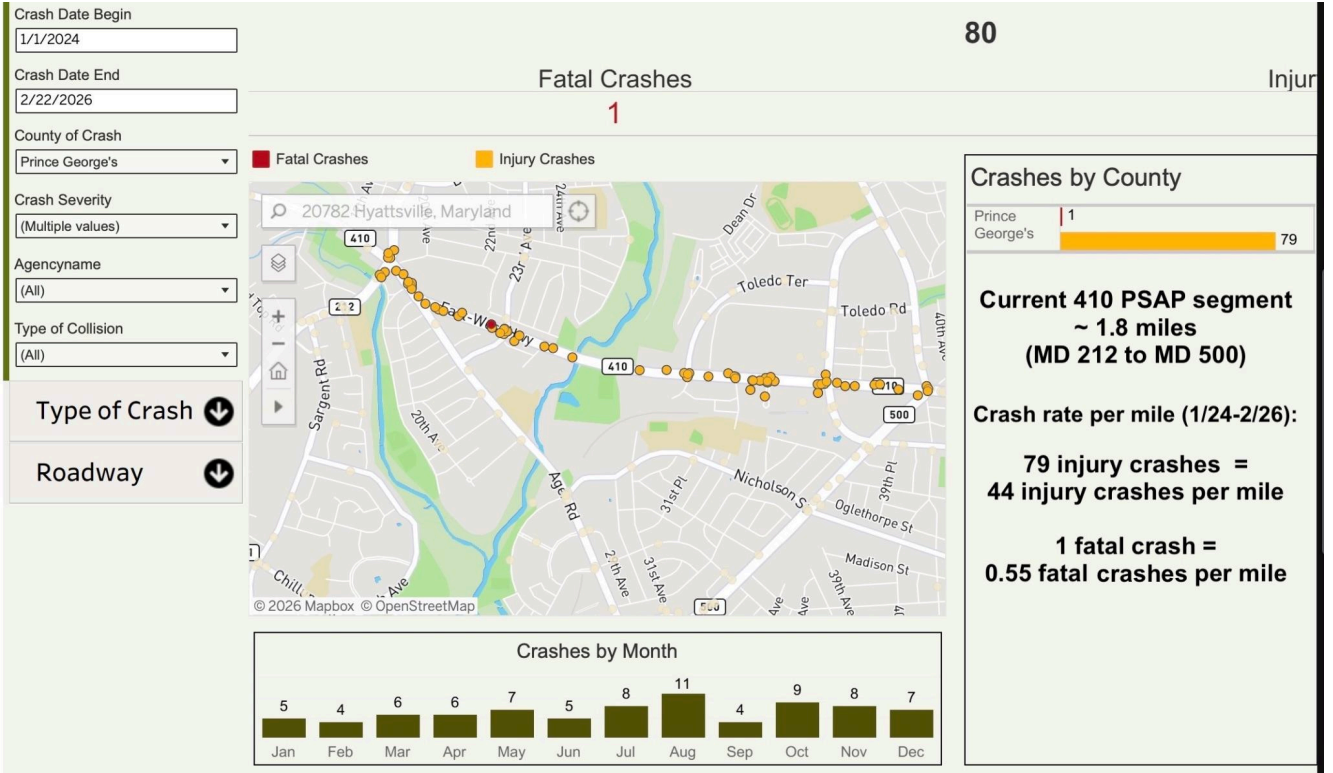 Crash Date Begin
1/1/2024
Crash Date End
2/22/2026
County of Crash
Prince George's
Crash Severity
(Multiple values)
Agencyname
(All)
Type of Collision
(All)
Type of Crash
Roadway
80
Fatal Crashes
Injur
1
Fatal Crashes
Injury Crashes
20782 Hyattsville, Maryland
410
22nd
23rd Ave
24th Ave
Dean Dr
Toledo Ter
Toledo Rd
40th Ave
212
410
500
Sargent Rd
20th Ave
Nicholson S
31st Pl
39th Pl
Oglethorpe St
Madison St
31st Ave
39th Ave
Ave
Ave
Ave
500
© 2026 Mapbox © OpenStreetMap
Crashes by Month
5 4 6 6 7 5 8 11 4 9 8 7
Jan Feb Mar Apr May Jun Jul Aug Sep Oct Nov Dec
Crashes by County
Prince
George's
1
79
Current 410 PSAP segment
~ 1.8 miles
(MD 212 to MD 500)
Crash rate per mile (1/24-2/26):
79 injury crashes =
44 injury crashes per mile
1 fatal crash =
0.55 fatal crashes per mile